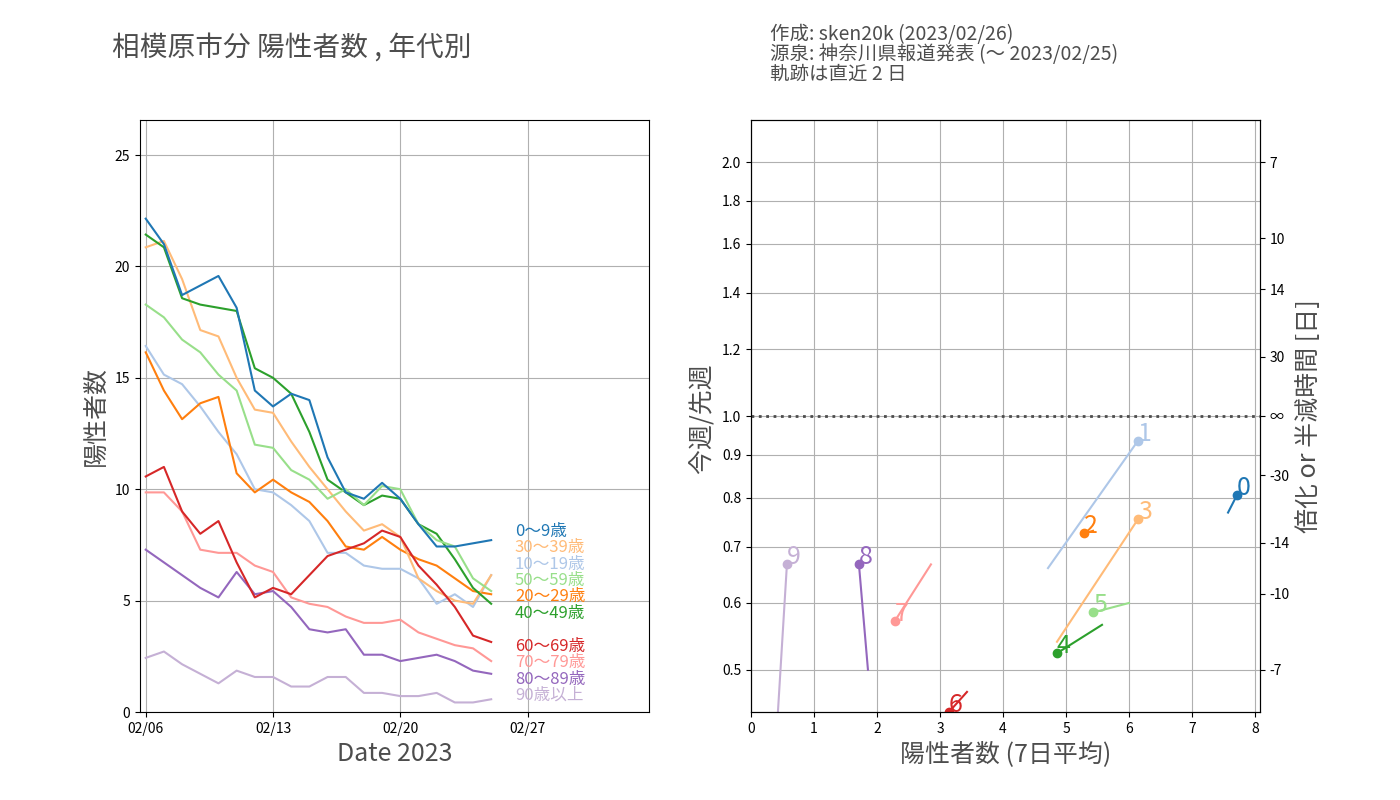 相模原市分 陽性者数 , 年代別
作成: sken20k (2023/02/26)
源泉: 神奈川県報道発表 (～ 2023/02/25)
軌跡は直近 2 日
陽性者数
25
20
15
10
5
0
02/06
02/13
02/20
02/27
Date 2023
0～9歳
30～39歳
10～19歳
50～59歳
20～29歳
40～49歳
60～69歳
70～79歳
80～89歳
90歳以上
今週/先週
2.0
1.8
1.6
1.4
1.2
1.0
0.9
0.8
0.7
0.6
0.5
0
1
2
3
4
5
6
7
8
陽性者数 (7日平均)
7
10
14
30
∞
-30
-14
-10
-7
倍化 or 半減時間 [日]
1
0
3
2
9
8
5
7
4
6